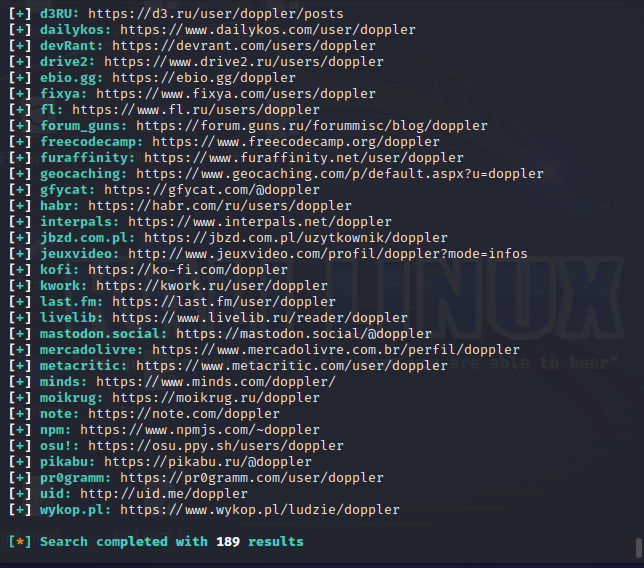 [+] d3RU: https://d3.ru/user/doppler/posts
[+] dailykos: https://www.dailykos.com/user/doppler
[+] devRant: https://devrant.com/users/doppler
[+] drive2: https://www.drive2.ru/users/doppler
[+] ebio.gg: https://ebio.gg/doppler
[+] fixya: https://www.fixya.com/users/doppler
[+] fl: https://www.fl.ru/users/doppler
[+] forum_guns: https://forum.guns.ru/forummisc/blog/doppler
[+] freecodecamp: https://www.freecodecamp.org/doppler
[+] furaffinity: https://www.furaffinity.net/user/doppler
[+] geocaching: https://www.geocaching.com/p/default.aspx?u=doppler
[+] gfycat: https://gfycat.com/@doppler
[+] habr: https://habr.com/ru/users/doppler
[+] interpals: https://www.interpals.net/doppler
[+] jbzd.com.pl: https://jbzd.com.pl/uzytkownik/doppler
[+] jeuxvideo: http://www.jeuxvideo.com/profil/doppler?mode=infos
[+] kofi: https://ko-fi.com/doppler
[+] kwork: https://kwork.ru/user/doppler
[+] last.fm: https://last.fm/user/doppler
[+] livelib: https://www.livelib.ru/reader/doppler
[+] mastodon.social: https://mastodon.social/@doppler
[+] mercadolivre: https://www.mercadolivre.com.br/perfil/doppler
[+] metacritic: https://www.metacritic.com/user/doppler
[+] minds: https://www.minds.com/doppler/
[+] moikrug: https://moikrug.ru/doppler
[+] note: https://note.com/doppler
[+] npm: https://www.npmjs.com/~doppler
[+] osu!: https://osu.ppy.sh/users/doppler
[+] pikabu: https://pikabu.ru/@doppler
[+] pr0gramm: https://pr0gramm.com/user/doppler
[+] uid: http://uid.me/doppler
[+] wykop.pl: https://www.wykop.pl/ludzie/doppler
[*] Search completed with 189 results
LINUX
are able to hear"